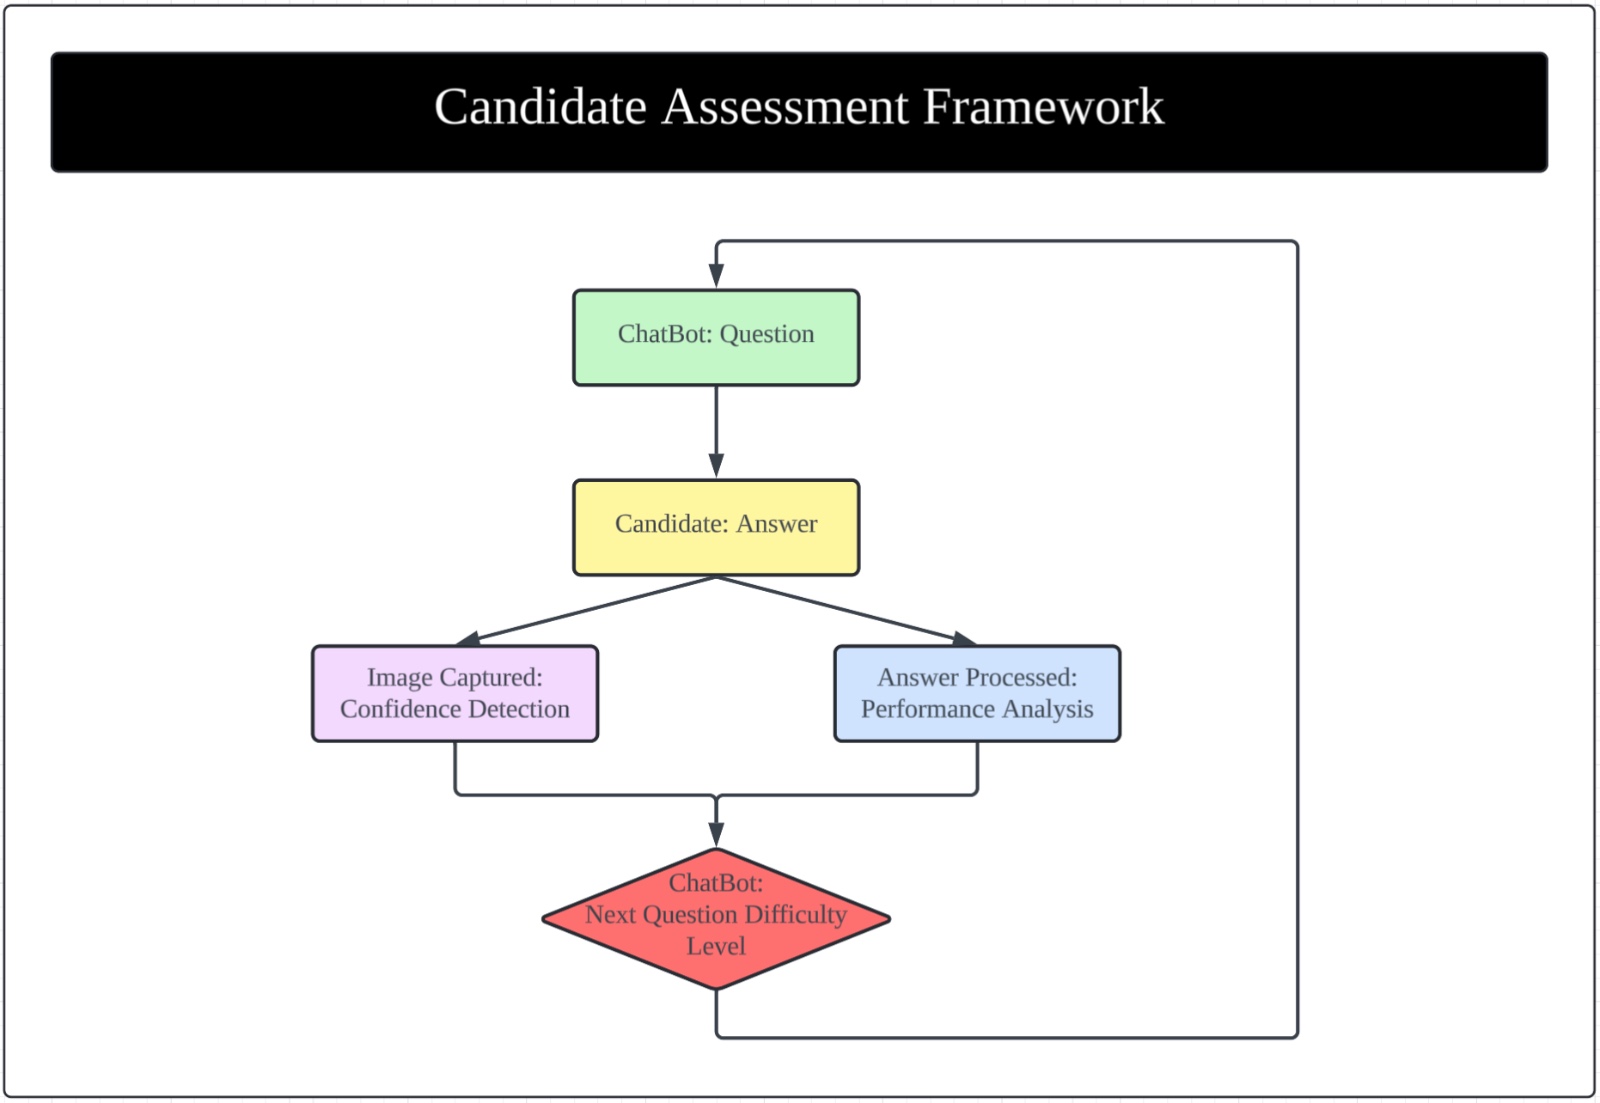 Candidate Assessment Framework
ChatBot: Question
Candidate: Answer
Image Captured:
Confidence Detection
Answer Processed:
Performance Analysis
ChatBot:
Next Question Difficulty
Level